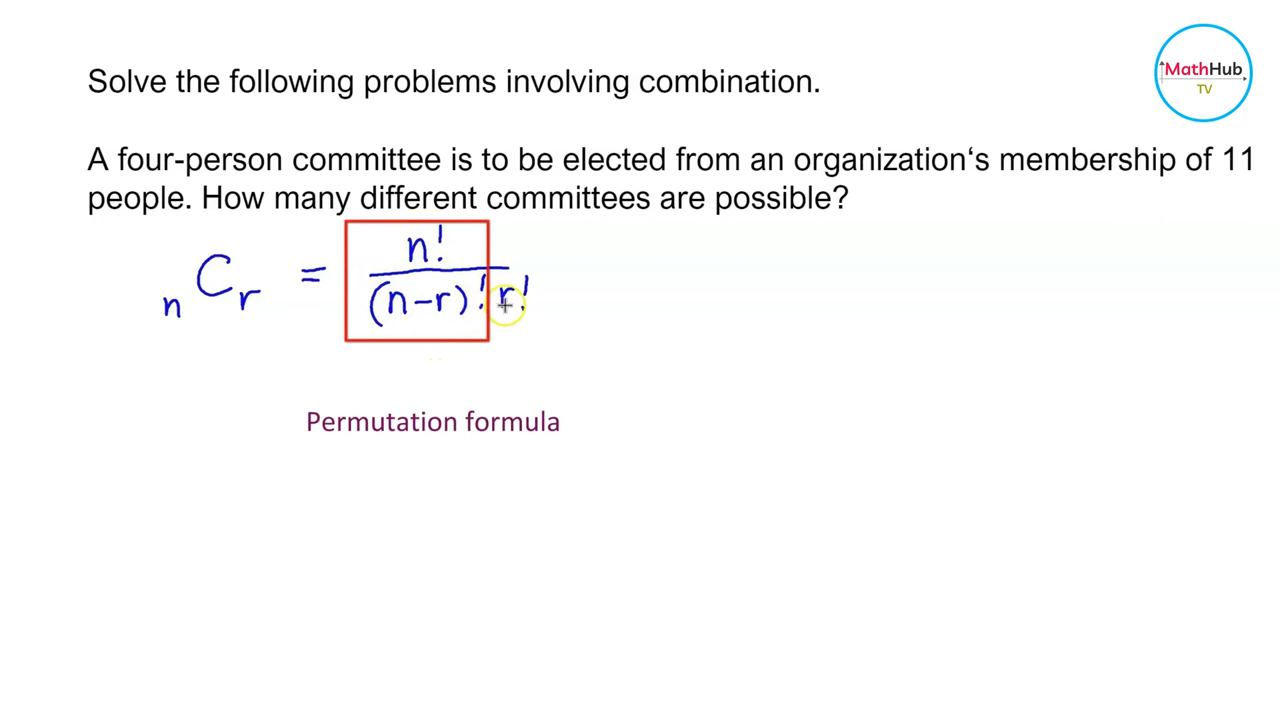 MathHub
TV
Solve the following problems involving combination.
A four-person committee is to be elected from an organization‘s membership of 11
people. How many different committees are possible?
nCr = n!
(n-r)! r!
Permutation formula